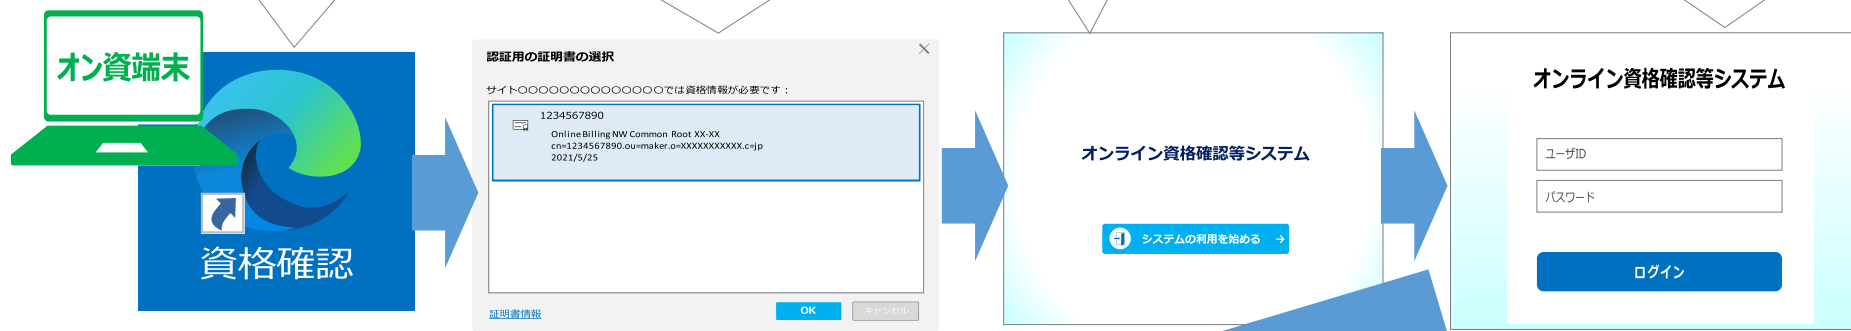 オン資端末
資格確認
認証用の証明書の選択
サイト〇〇〇〇〇〇〇〇〇〇〇〇〇〇では資格情報が必要です：
1234567890
OnlineBilling NW Common Root XX-XX
cn=1234567890.ou=maker.o=XXXXXXXXXXX.c=jp
2021/5/25
証明書情報
OK
キャンセル
オンライン資格確認等システム
システムの利用を始める →
オンライン資格確認等システム
ユーザID
パスワード
ログイン